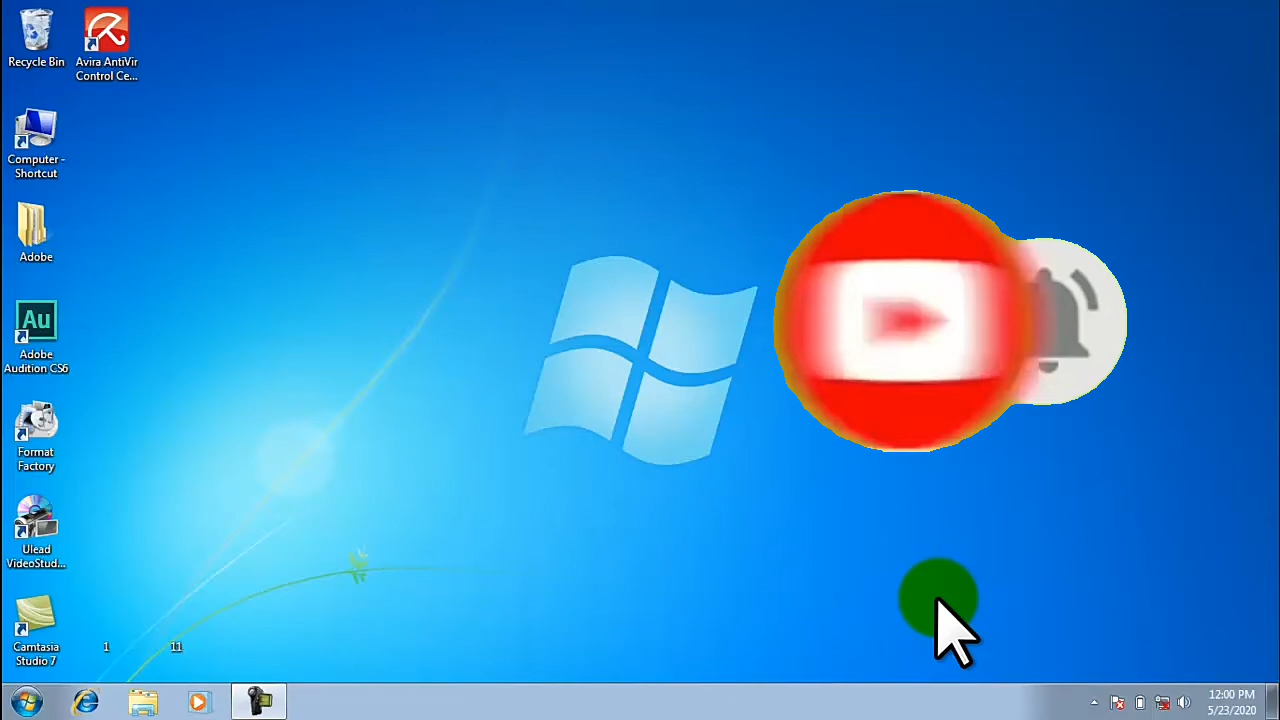 Recycle Bin
Avira AntiVir
Control Ce...
Computer -
Shortcut
Adobe
Au
Adobe
Audition CS6
Format
Factory
Ulead
VideoStud...
Camtasia
Studio 7
1
11
12:00 PM
5/23/2020